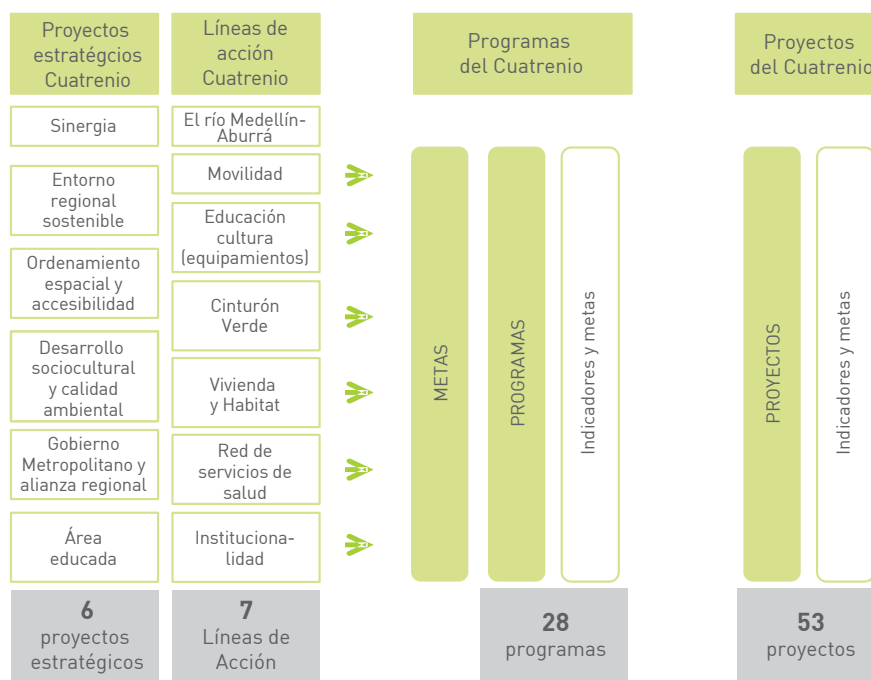 Proyectos
estratégcios
Cuatrenio
Líneas de
acción
Cuatrenio
Programas
del Cuatrenio
Proyectos
del Cuatrenio
Sinergia
Entorno
regional
sostenible
Ordenamiento
espacial y
accesibilidad
Desarrollo
sociocultural
y calidad
ambiental
Gobierno
Metropolitano y
alianza regional
Área
educada
El río Medellín-
Aburrá
Movilidad
Educación
cultura
(equipamientos)
Cinturón
Verde
Vivienda
y Habitat
Red de
servicios de
salud
Instituciona-
lidad
METAS
PROGRAMAS
Indicadores y metas
PROYECTOS
Indicadores y metas
6
proyectos
estratégicos
7
Líneas de
Acción
28
programas
53
proyectos